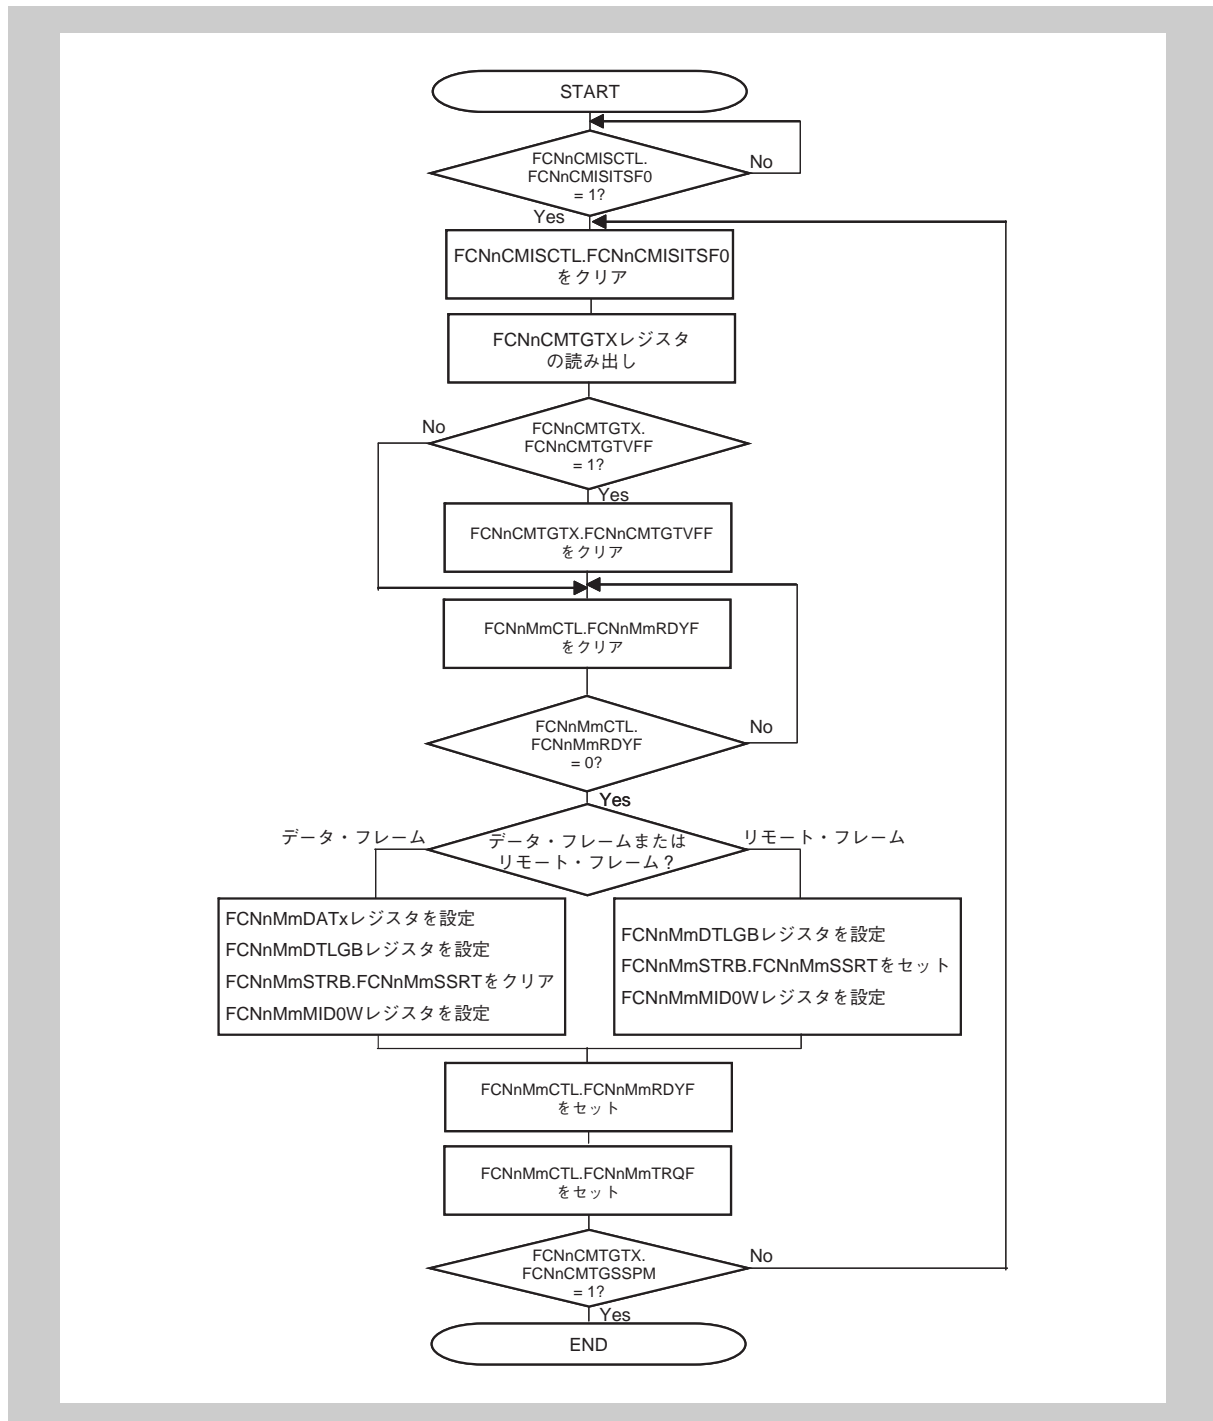 START
FCNnCMISCTL.
FCNnCMISITSF0
= 1?
No
Yes
FCNnCMISCTL.FCNnCMISITSF0
をクリア
FCNnCMTGTXレジスタ
の読み出し
No
FCNnCMTGTX.
FCNnCMTGTVFF
= 1?
Yes
FCNnCMTGTX.FCNnCMTGTVFF
をクリア
FCNnMmCTL.FCNnMmRDYF
をクリア
FCNnMmCTL.
FCNnMmRDYF
= 0?
No
Yes
データ・フレーム
データ・フレームまたは
リモート・フレーム？
リモート・フレーム
FCNnMmDATxレジスタを設定
FCNnMmDTLGBレジスタを設定
FCNnMmSTRB.FCNnMmSSRTをクリア
FCNnMmMID0Wレジスタを設定
FCNnMmDTLGBレジスタを設定
FCNnMmSTRB.FCNnMmSSRTをセット
FCNnMmMID0Wレジスタを設定
FCNnMmCTL.FCNnMmRDYF
をセット
FCNnMmCTL.FCNnMmTRQF
をセット
FCNnCMTGTX.
FCNnCMTGSSPM
= 1?
No
Yes
END